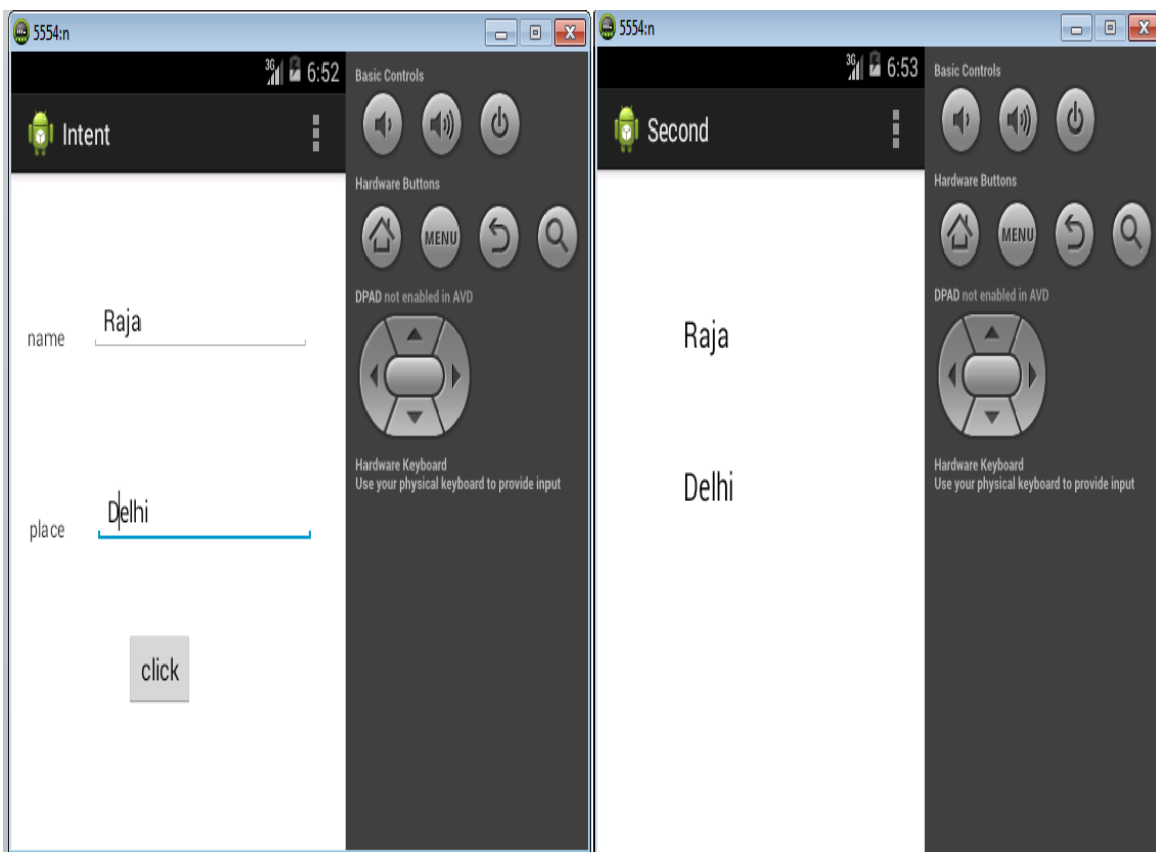 5554:n
3G 6:52
Intent
name
Raja
place
Delhi
click
Basic Controls
Hardware Buttons
MENU
DPAD not enabled in AVD
Hardware Keyboard
Use your physical keyboard to provide input
5554:n
3G 6:53
Second
Raja
Delhi
Basic Controls
Hardware Buttons
MENU
DPAD not enabled in AVD
Hardware Keyboard
Use your physical keyboard to provide input